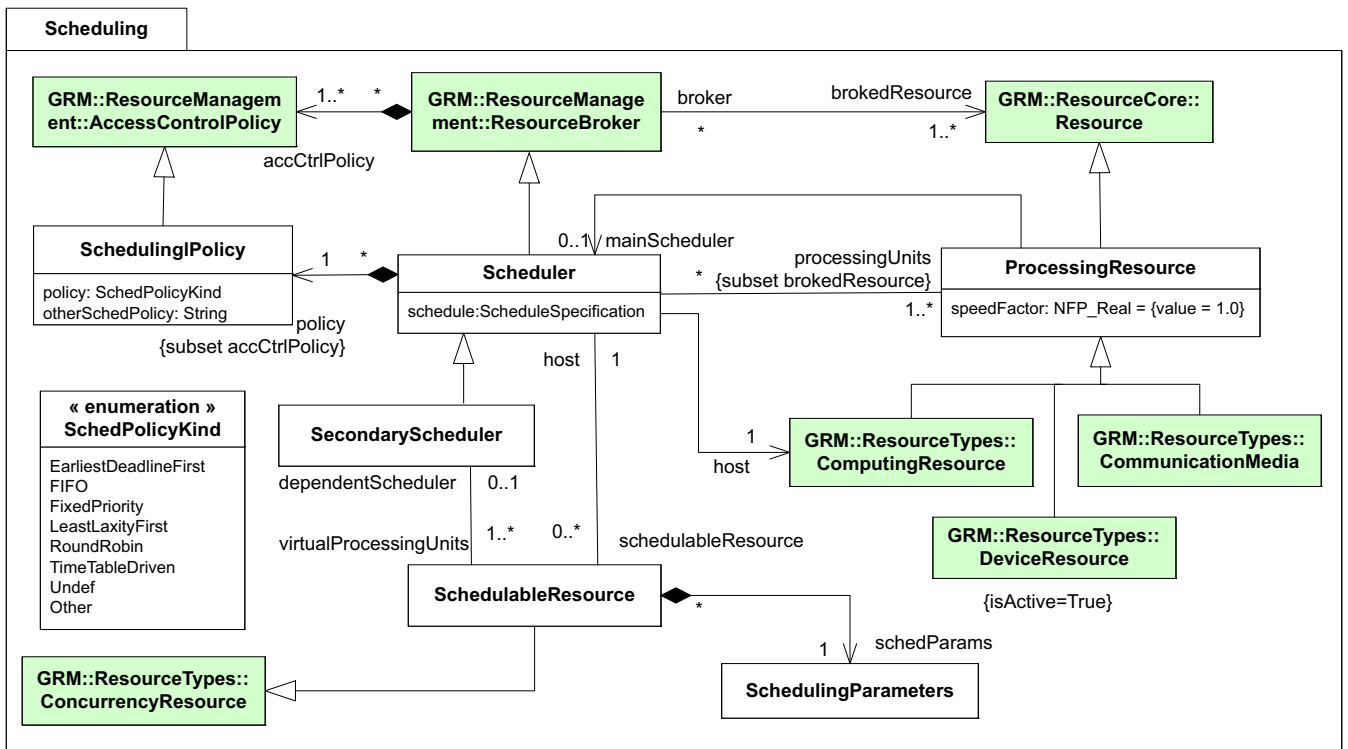 Scheduling
GRM::ResourceManagem
ent::AccessControlPolicy
1..*
*
accCtrlPolicy
GRM::ResourceManage
ment::ResourceBroker
broker
*
brokedResource
1..*
GRM::ResourceCore::
Resource
SchedulinglPolicy
policy: SchedPolicyKind
otherSchedPolicy: String
1
*
policy
{subset accCtrlPolicy}
0..1
mainScheduler
Scheduler
schedule:ScheduleSpecification
processingUnits
*
{subset brokedResource}
1..*
ProcessingResource
speedFactor: NFP_Real = {value = 1.0}
host
1
« enumeration »
SchedPolicyKind
EarliestDeadlineFirst
FIFO
FixedPriority
LeastLaxityFirst
RoundRobin
TimeTableDriven
Undef
Other
SecondaryScheduler
dependentScheduler
0..1
1
host
GRM::ResourceTypes::
ComputingResource
GRM::ResourceTypes::
CommunicationMedia
virtualProcessingUnits
1..*
0..*
schedulableResource
GRM::ResourceTypes::
DeviceResource
{isActive=True}
SchedulableResource
*
1
schedParams
SchedulingParameters
GRM::ResourceTypes::
ConcurrencyResource